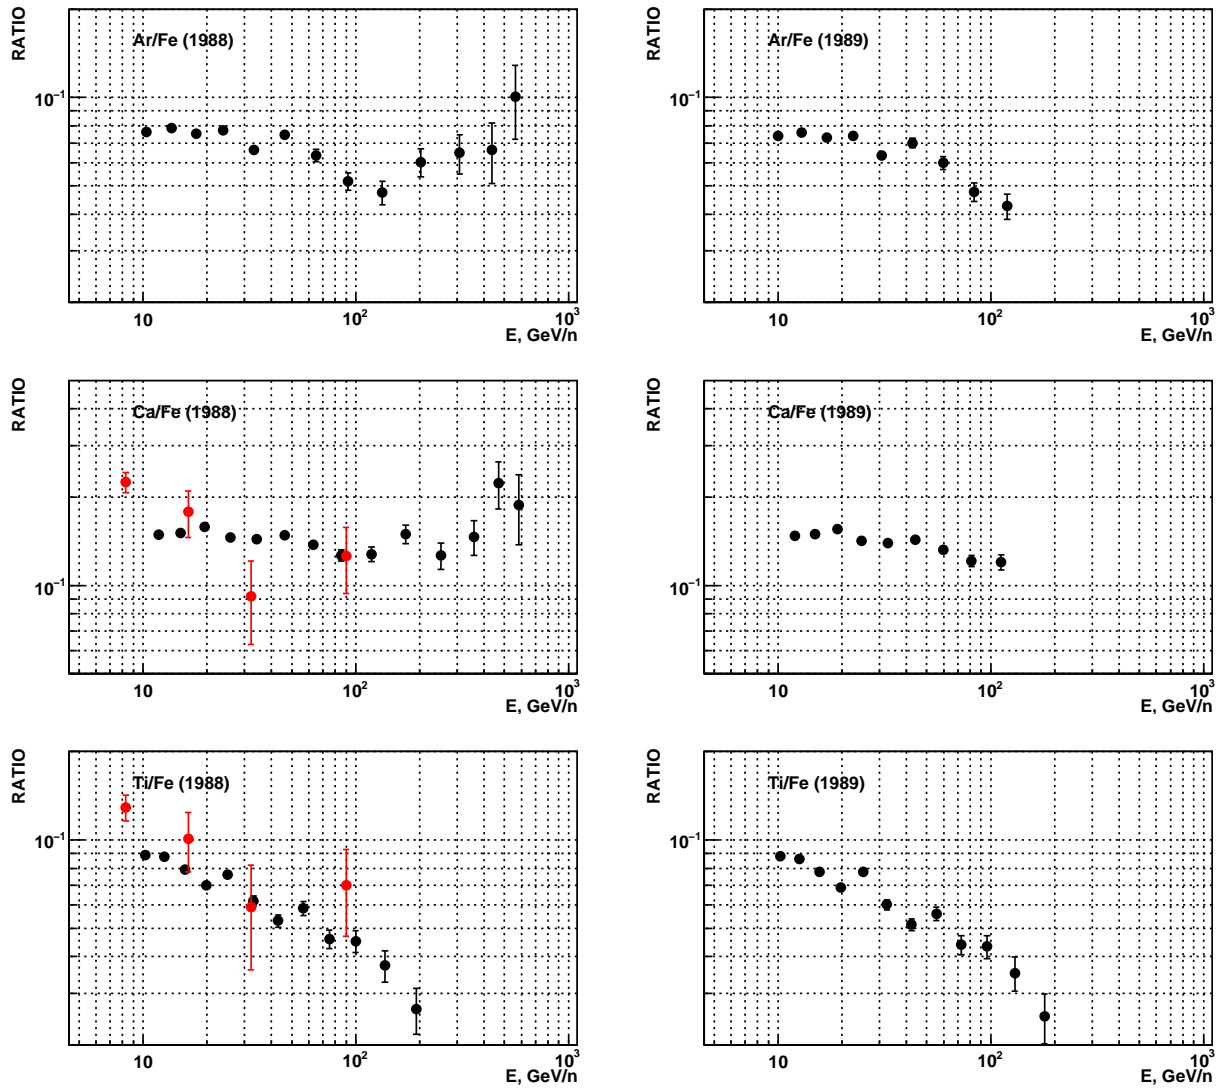 RATIO
Ar/Fe (1988)
10⁻¹
10
10²
10³
E, GeV/n
RATIO
Ar/Fe (1989)
10⁻¹
10
10²
10³
E, GeV/n
RATIO
Ca/Fe (1988)
10⁻¹
10
10²
10³
E, GeV/n
RATIO
Ca/Fe (1989)
10⁻¹
10
10²
10³
E, GeV/n
RATIO
Ti/Fe (1988)
10⁻¹
10
10²
10³
E, GeV/n
RATIO
Ti/Fe (1989)
10⁻¹
10
10²
10³
E, GeV/n